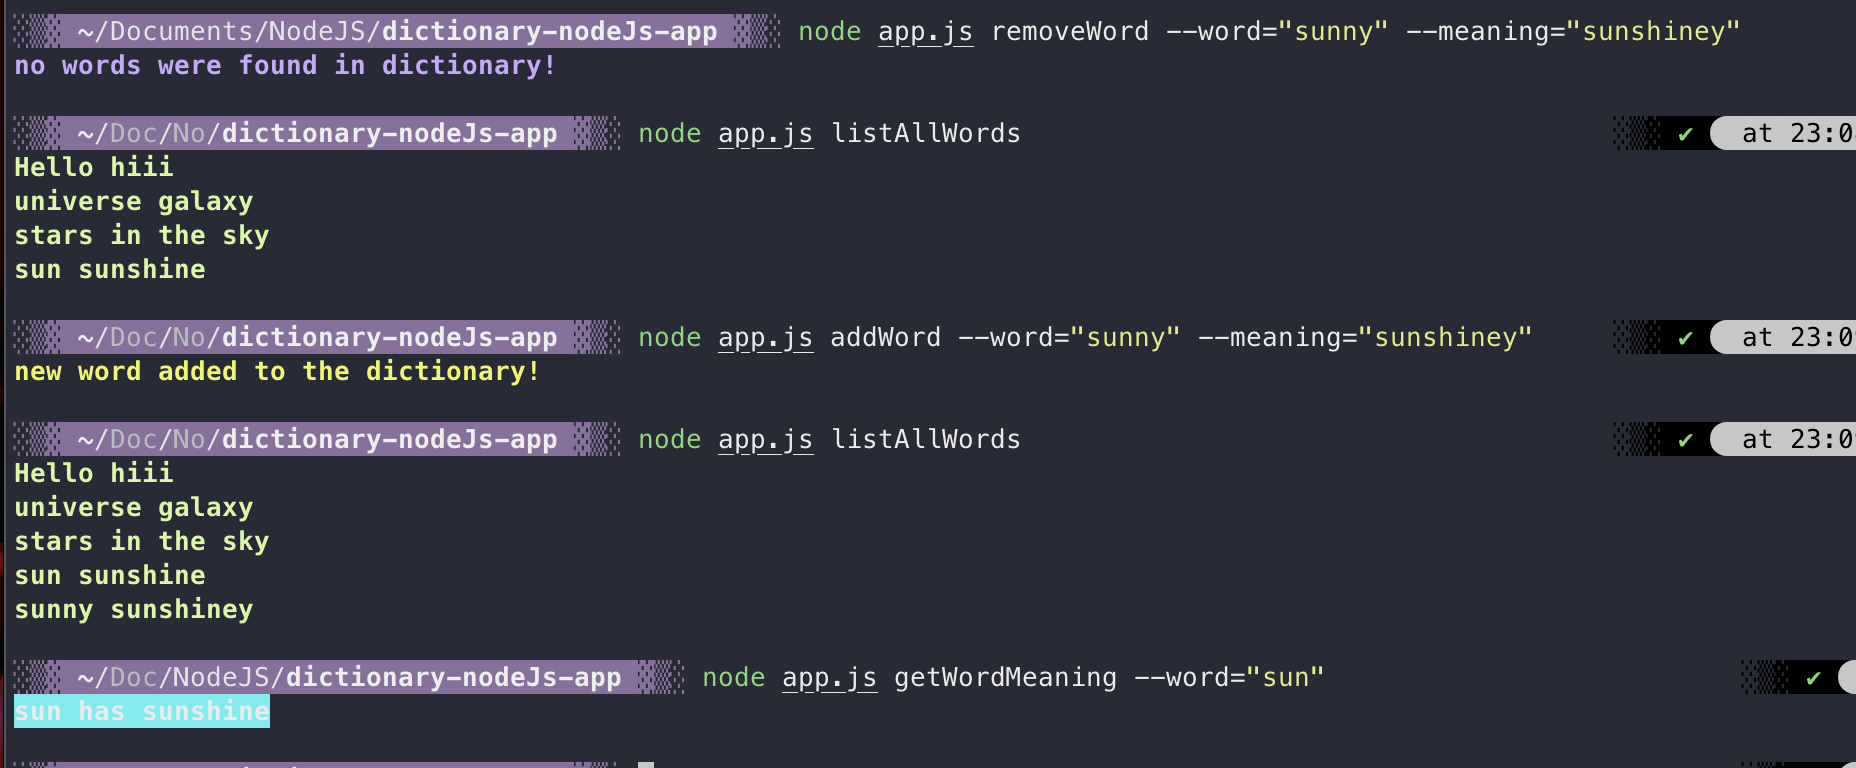 ~/Documents/NodeJS/dictionary-nodeJs-app node app.js removeWord --word="sunny" --meaning="sunshiney"
no words were found in dictionary!
~/Doc/No/dictionary-nodeJs-app node app.js listAllWords ✔ at 23:0
Hello hiii
universe galaxy
stars in the sky
sun sunshine
~/Doc/No/dictionary-nodeJs-app node app.js addWord --word="sunny" --meaning="sunshiney" ✔ at 23:0
new word added to the dictionary!
~/Doc/No/dictionary-nodeJs-app node app.js listAllWords ✔ at 23:0
Hello hiii
universe galaxy
stars in the sky
sun sunshine
sunny sunshiney
~/Doc/NodeJS/dictionary-nodeJs-app node app.js getWordMeaning --word="sun" ✔
sun has sunshine